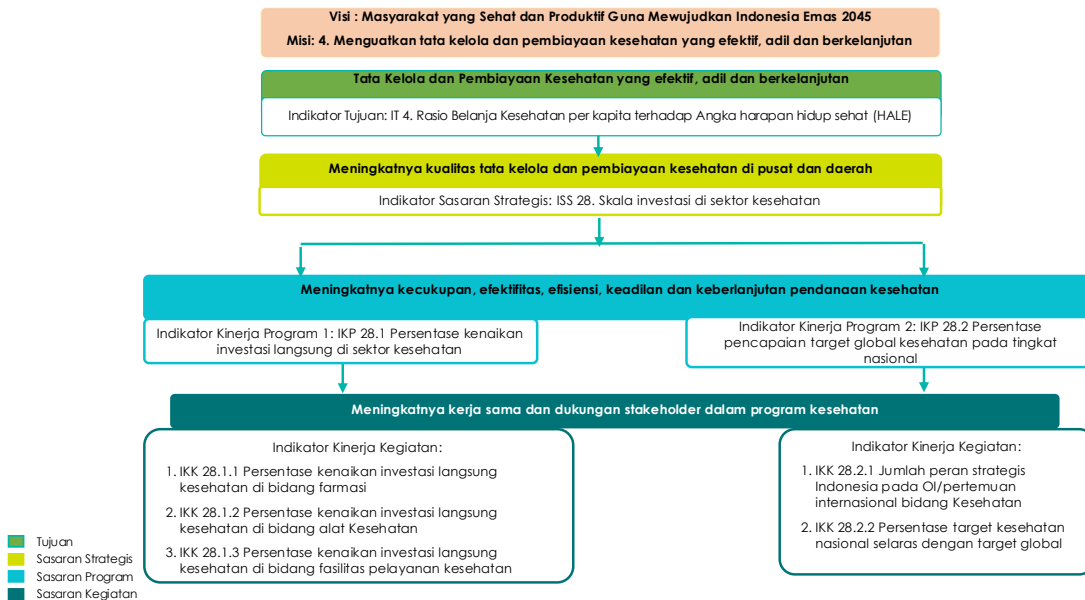 Visi : Masyarakat yang Sehat dan Produktif Guna Mewujudkan Indonesia Emas 2045
Misi: 4. Menguatkan tata kelola dan pembiayaan kesehatan yang efektif, adil dan berkelanjutan
Tata Kelola dan Pembiayaan Kesehatan yang efektif, adil dan berkelanjutan
Indikator Tujuan: IT 4. Rasio Belanja Kesehatan per kapita terhadap Angka harapan hidup sehat (HALE)
Meningkatnya kualitas tata kelola dan pembiayaan kesehatan di pusat dan daerah
Indikator Sasaran Strategis: ISS 28. Skala investasi di sektor kesehatan
Meningkatnya kecukupan, efektifitas, efisiensi, keadilan dan keberlanjutan pendanaan kesehatan
Indikator Kinerja Program 1: IKP 28.1 Persentase kenaikan
investasi langsung di sektor kesehatan
Indikator Kinerja Program 2: IKP 28.2 Persentase
pencapaian target global kesehatan pada tingkat
nasional
Meningkatnya kerja sama dan dukungan stakeholder dalam program kesehatan
Indikator Kinerja Kegiatan:
1. IKK 28.1.1 Persentase kenaikan investasi langsung
kesehatan di bidang farmasi
2. IKK 28.1.2 Persentase kenaikan investasi langsung
kesehatan di bidang alat Kesehatan
3. IKK 28.1.3 Persentase kenaikan investasi langsung
kesehatan di bidang fasilitas pelayanan kesehatan
Indikator Kinerja Kegiatan:
1. IKK 28.2.1 Jumlah peran strategis
Indonesia pada OI/pertemuan
internasional bidang Kesehatan
2. IKK 28.2.2 Persentase target kesehatan
nasional selaras dengan target global
Tujuan
Sasaran Strategis
Sasaran Program
Sasaran Kegiatan